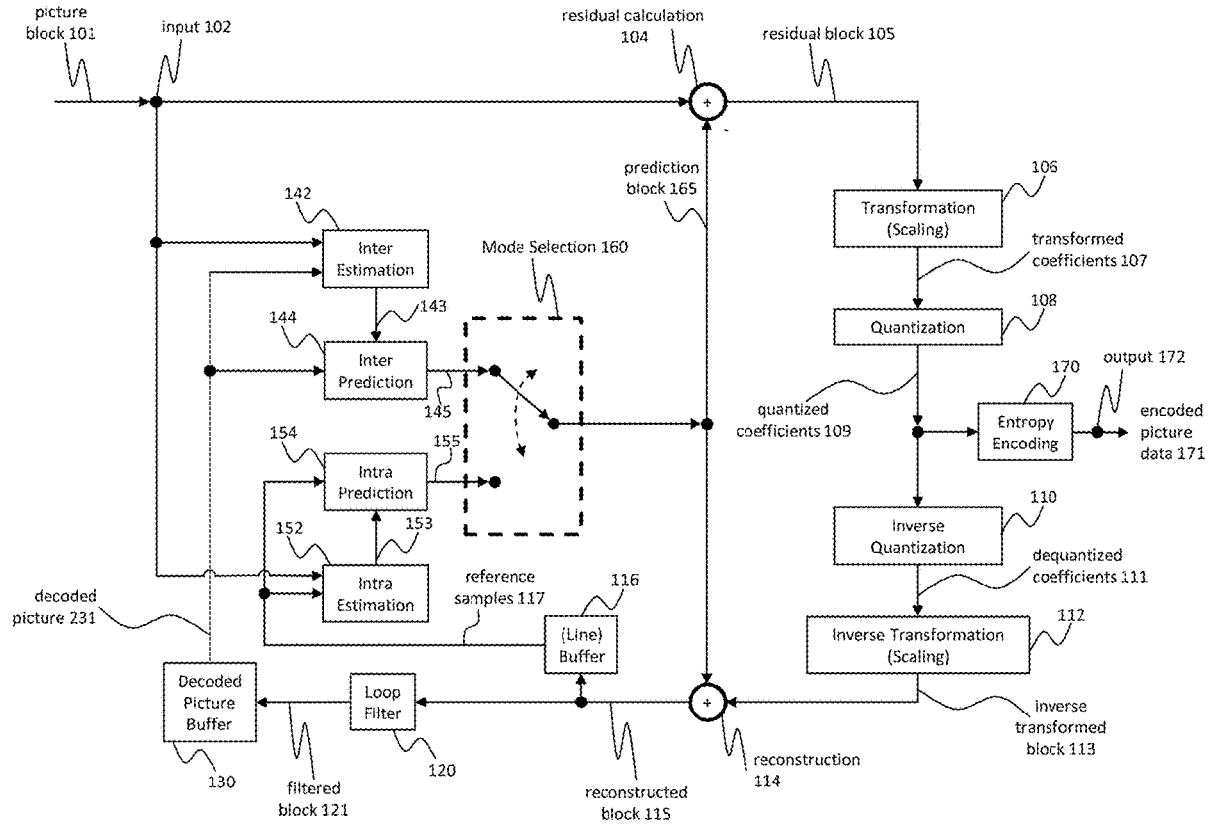 picture
block 101
input 102
residual calculation
104
residual block 105
+
prediction
block 165
106
Transformation
(Scaling)
transformed
coefficients 107
142
Inter
Estimation
143
Mode Selection 160
144
Inter
Prediction
145
108
Quantization
quantized
coefficients 109
170
Entropy
Encoding
output 172
encoded
picture
data 171
154
Intra
Prediction
155
152
153
Intra
Estimation
110
Inverse
Quantization
dequantized
coefficients 111
reference
samples 117
116
(Line)
Buffer
112
Inverse Transformation
(Scaling)
decoded
picture 231
Decoded
Picture
Buffer
130
Loop
Filter
120
filtered
block 121
reconstructed
block 115
+
reconstruction
114
inverse
transformed
block 113